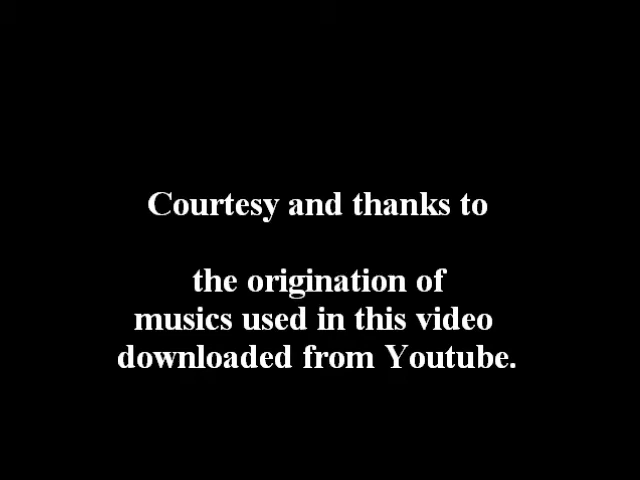 Courtesy and thanks to
the origination of
musics used in this video
downloaded from Youtube.